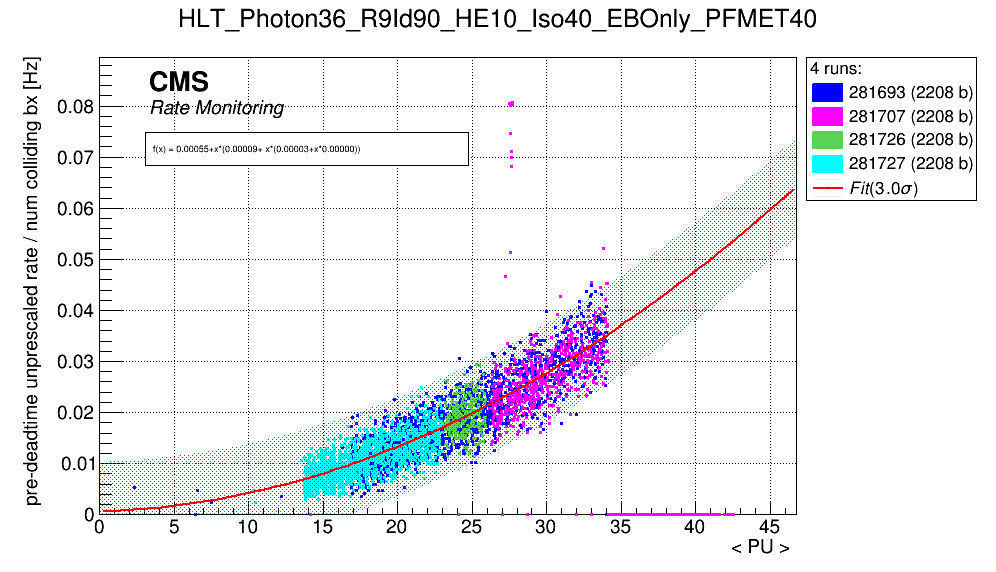 HLT_Photon36_R9Id90_HE10_Iso40_EBOnly_PFMET40
pre-deadtime unprescaled rate / num colliding bx [Hz]
CMS
Rate Monitoring
f(x) = 0.00055+x*(0.00009+ x*(0.00003+x*0.00000))
0.08
0.07
0.06
0.05
0.04
0.03
0.02
0.01
0
0 5 10 15 20 25 30 35 40 45
< PU >
4 runs:
281693 (2208 b)
281707 (2208 b)
281726 (2208 b)
281727 (2208 b)
Fit(3.0σ)